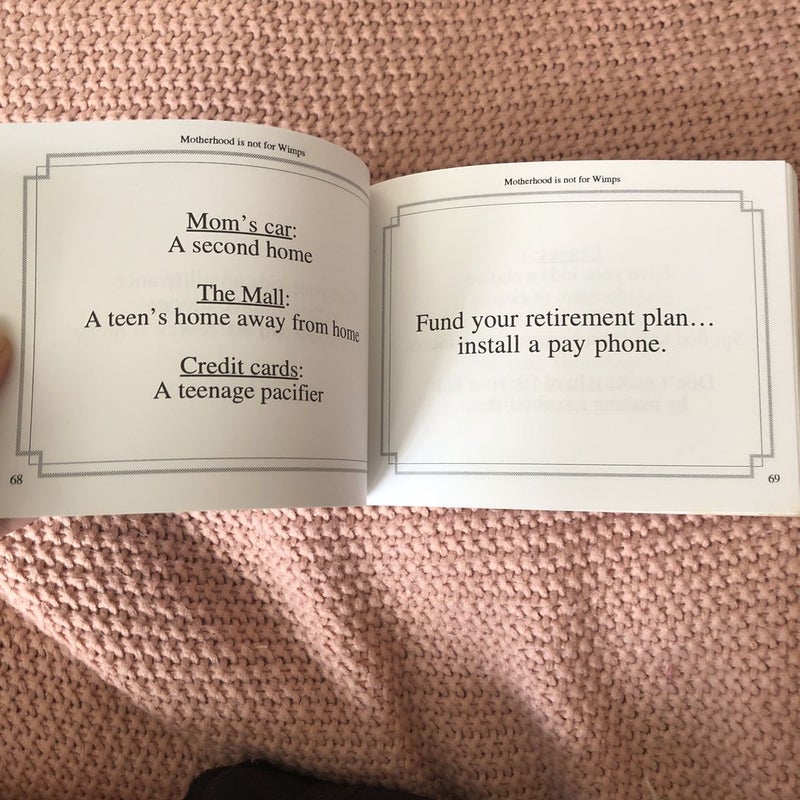 Motherhood is not for Wimps
Mom's car:
A second home
The Mall:
A teen's home away from home
Credit cards:
A teenage pacifier
68
Motherhood is not for Wimps
Fund your retirement plan…
install a pay phone.
69